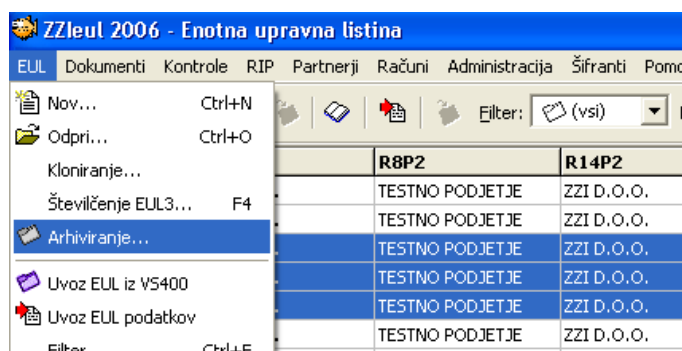 ZZIeul 2006 - Enotna upravna listina
EUL Dokumenti Kontrole RIP Partnerji Računi Administracija Šifranti
Nov... Ctrl+N
Filter: (vsi)
Odpri... Ctrl+O
Kloniranje...
R8P2 R14P2
Številčenje EUL3... F4
TESTNO PODJETJE ZZI D.O.O.
TESTNO PODJETJE ZZI D.O.O.
Arhiviranje...
TESTNO PODJETJE ZZI D.O.O.
Uvoz EUL iz VS400
TESTNO PODJETJE ZZI D.O.O.
Uvoz EUL podatkov
TESTNO PODJETJE ZZI D.O.O.
Filter... Ctrl+F
TESTNO PODJETJE ZZI D.O.O.